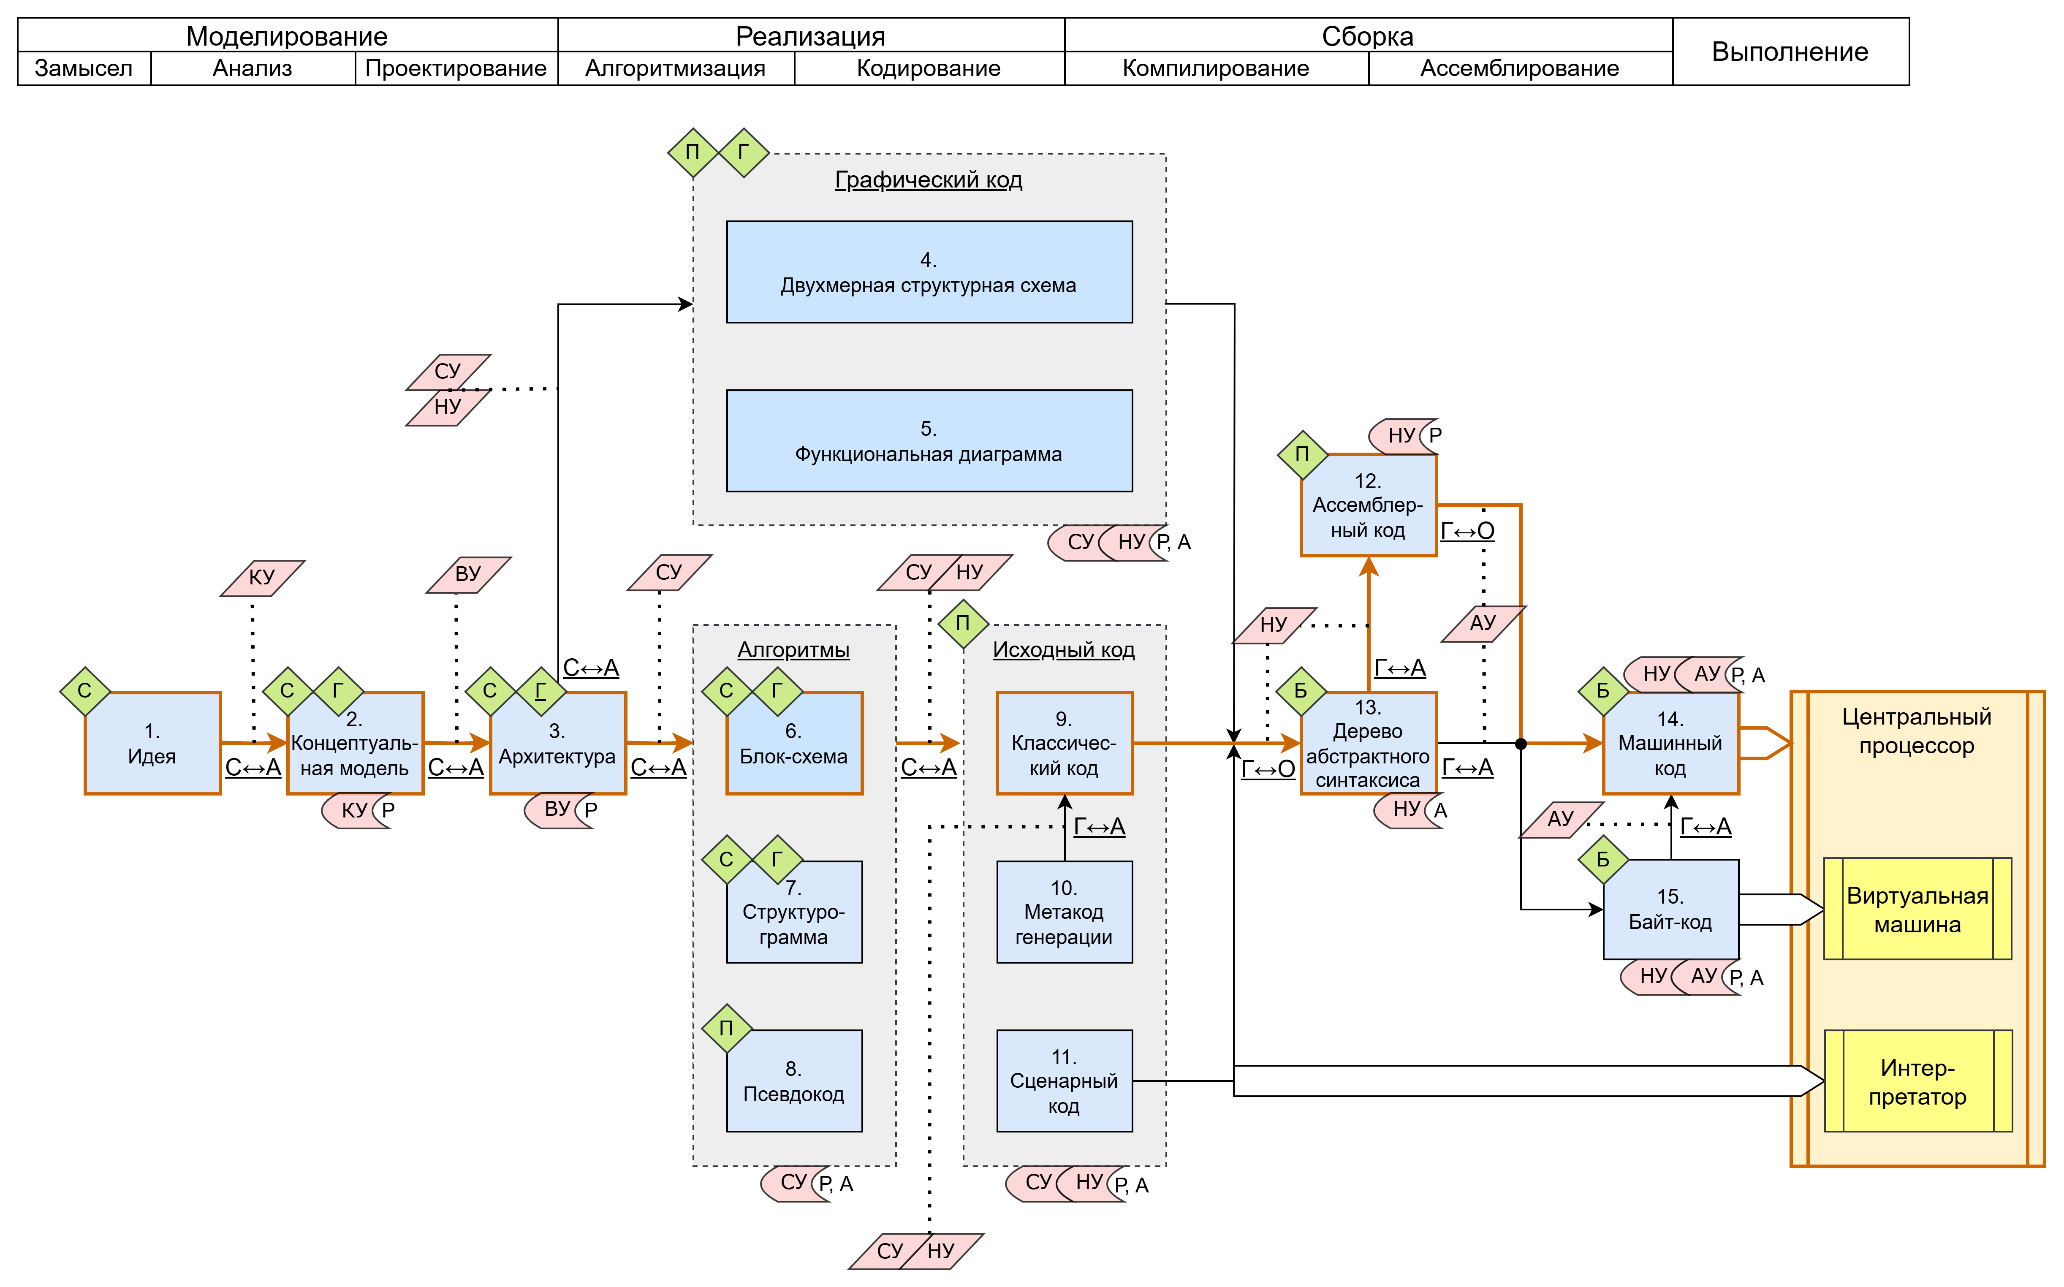 Моделирование
Реализация
Сборка
Выполнение
Замысел
Анализ
Проектирование
Алгоритмизация
Кодирование
Компилирование
Ассемблирование
П
Г
Графический код
4.
Двухмерная структурная схема
5.
Функциональная диаграмма
СУ
НУ
Р, А
СУ
НУ
С↔А
КУ
ВУ
СУ
СУ
НУ
С
1.
Идея
С↔А
С
Г
2.
Концептуаль-
ная модель
КУ
Р
С↔А
С
Г
3.
Архитектура
ВУ
Р
С↔А
Алгоритмы
С
Г
6.
Блок-схема
С
Г
7.
Структуро-
грамма
П
8.
Псевдокод
СУ
Р, А
С↔А
П
Исходный код
9.
Классичес-
кий код
Г↔А
10.
Метакод
генерации
11.
Сценарный
код
СУ
НУ
Р, А
СУ
НУ
Г↔О
НУ
П
НУ
Р
12.
Ассемблер-
ный код
Г↔О
АУ
Г↔А
Б
13.
Дерево
абстрактного
синтаксиса
НУ
А
Г↔А
Б
НУ
АУ
Р, А
14.
Машинный
код
АУ
Г↔А
Б
15.
Байт-код
НУ
АУ
Р, А
Центральный
процессор
Виртуальная
машина
Интер-
претатор